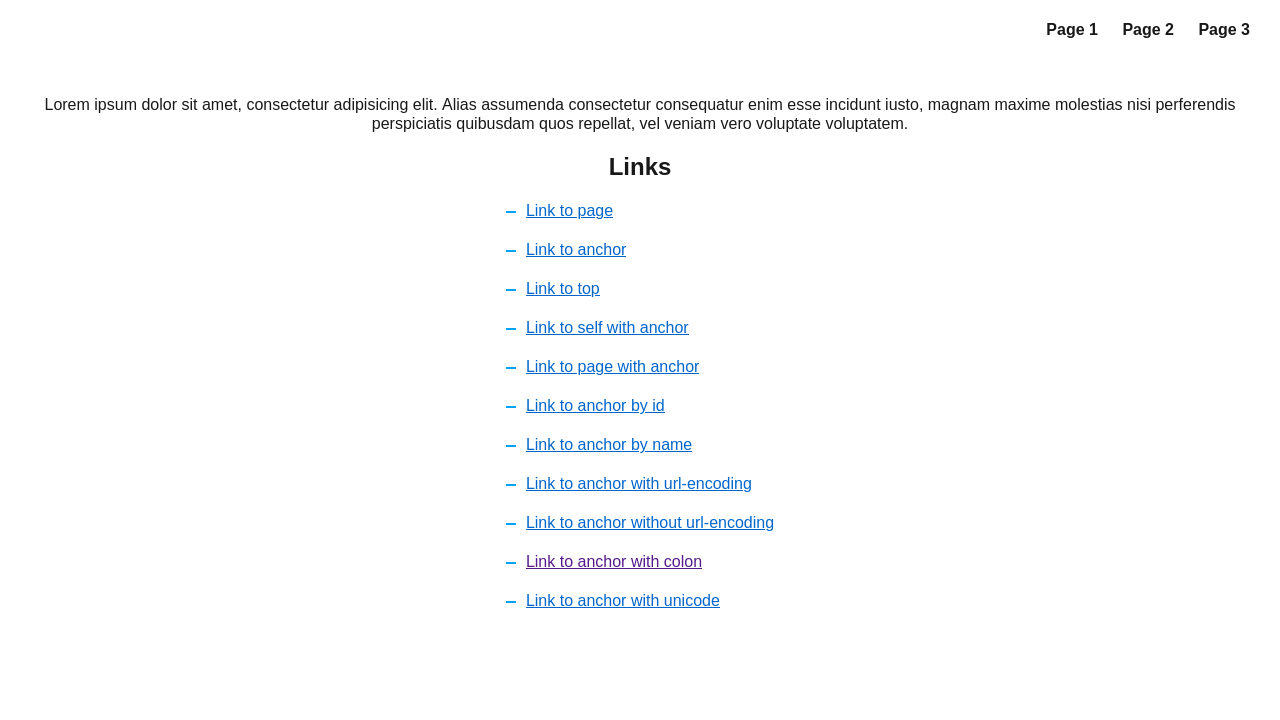 Page 1 Page 2 Page 3
Lorem ipsum dolor sit amet, consectetur adipisicing elit. Alias assumenda consectetur consequatur enim esse incidunt iusto, magnam maxime molestias nisi perferendis
perspiciatis quibusdam quos repellat, vel veniam vero voluptate voluptatem.
Links
Link to page
Link to anchor
Link to top
Link to self with anchor
Link to page with anchor
Link to anchor by id
Link to anchor by name
Link to anchor with url-encoding
Link to anchor without url-encoding
Link to anchor with colon
Link to anchor with unicode